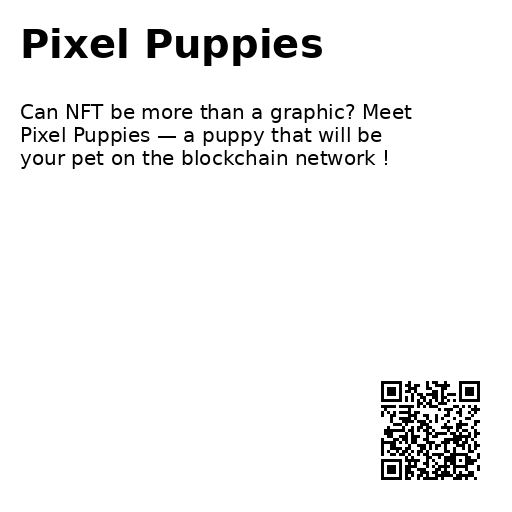 Pixel Puppies
Can NFT be more than a graphic? Meet
Pixel Puppies — a puppy that will be
your pet on the blockchain network !